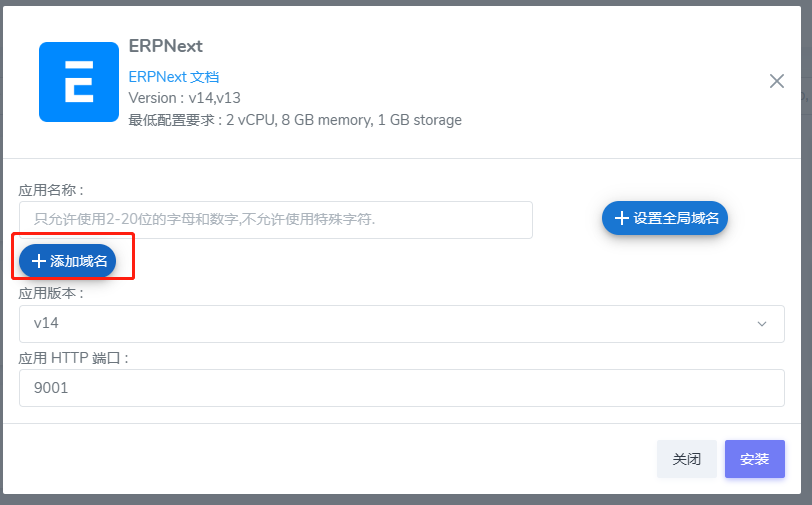 ERPNext
ERPNext 文档
Version : v14,v13
最低配置要求 : 2 vCPU, 8 GB memory, 1 GB storage
应用名称 :
只允许使用2-20位的字母和数字,不允许使用特殊字符.
设置全局域名
添加域名
应用版本 :
v14
应用 HTTP 端口 :
9001
关闭
安装